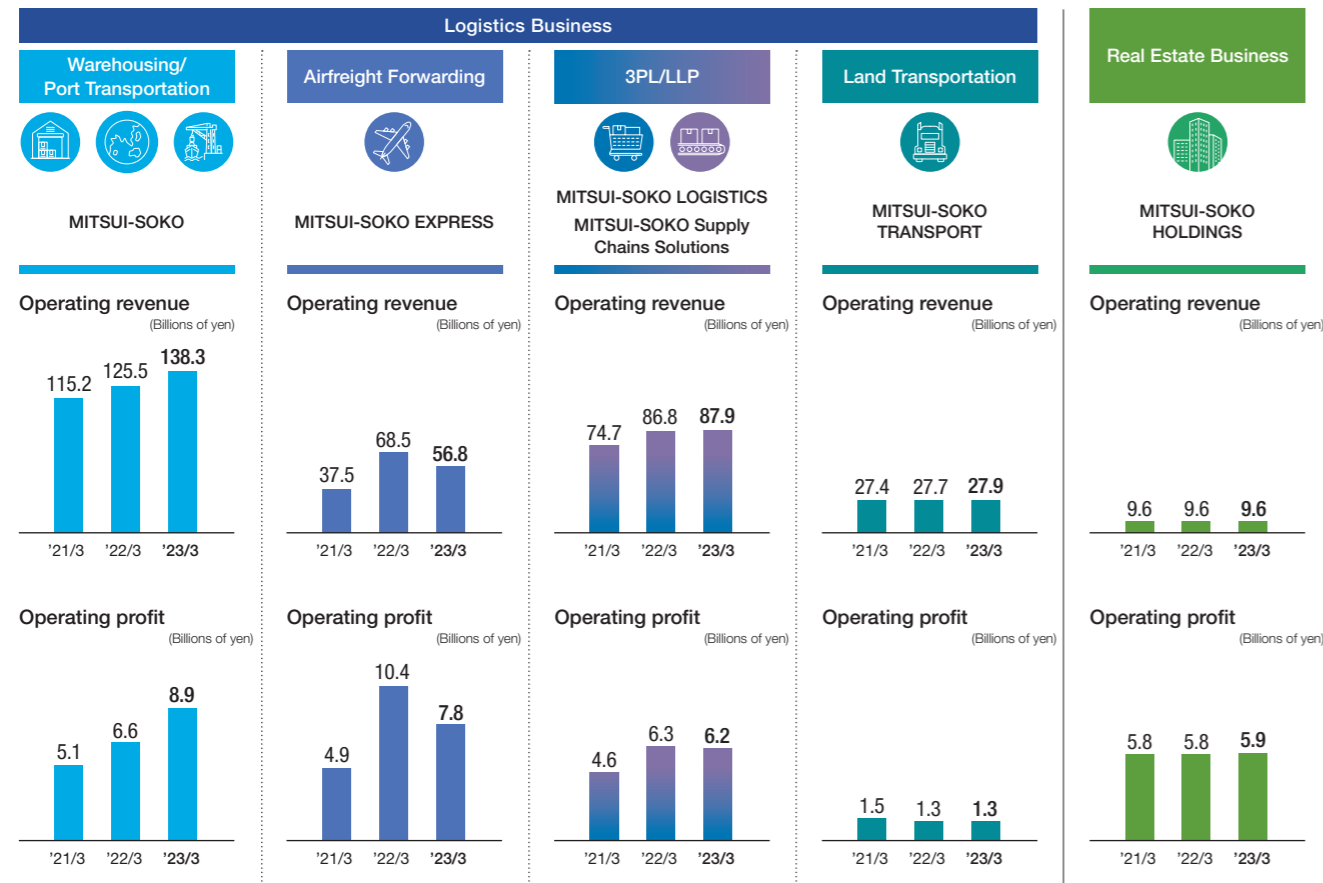 Logistics Business
Warehousing/
Port Transportation
MITSUI-SOKO
Operating revenue
(Billions of yen)
115.2
125.5
138.3
’21/3
’22/3
’23/3
Operating profit
(Billions of yen)
5.1
6.6
8.9
’21/3
’22/3
’23/3
Airfreight Forwarding
MITSUI-SOKO EXPRESS
Operating revenue
(Billions of yen)
37.5
68.5
56.8
’21/3
’22/3
’23/3
Operating profit
(Billions of yen)
4.9
10.4
7.8
’21/3
’22/3
’23/3
3PL/LLP
MITSUI-SOKO LOGISTICS
MITSUI-SOKO Supply
Chains Solutions
Operating revenue
(Billions of yen)
74.7
86.8
87.9
’21/3
’22/3
’23/3
Operating profit
(Billions of yen)
4.6
6.3
6.2
’21/3
’22/3
’23/3
Land Transportation
MITSUI-SOKO
TRANSPORT
Operating revenue
(Billions of yen)
27.4
27.7
27.9
’21/3
’22/3
’23/3
Operating profit
(Billions of yen)
1.5
1.3
1.3
’21/3
’22/3
’23/3
Real Estate Business
MITSUI-SOKO
HOLDINGS
Operating revenue
(Billions of yen)
9.6
9.6
9.6
’21/3
’22/3
’23/3
Operating profit
(Billions of yen)
5.8
5.8
5.9
’21/3
’22/3
’23/3